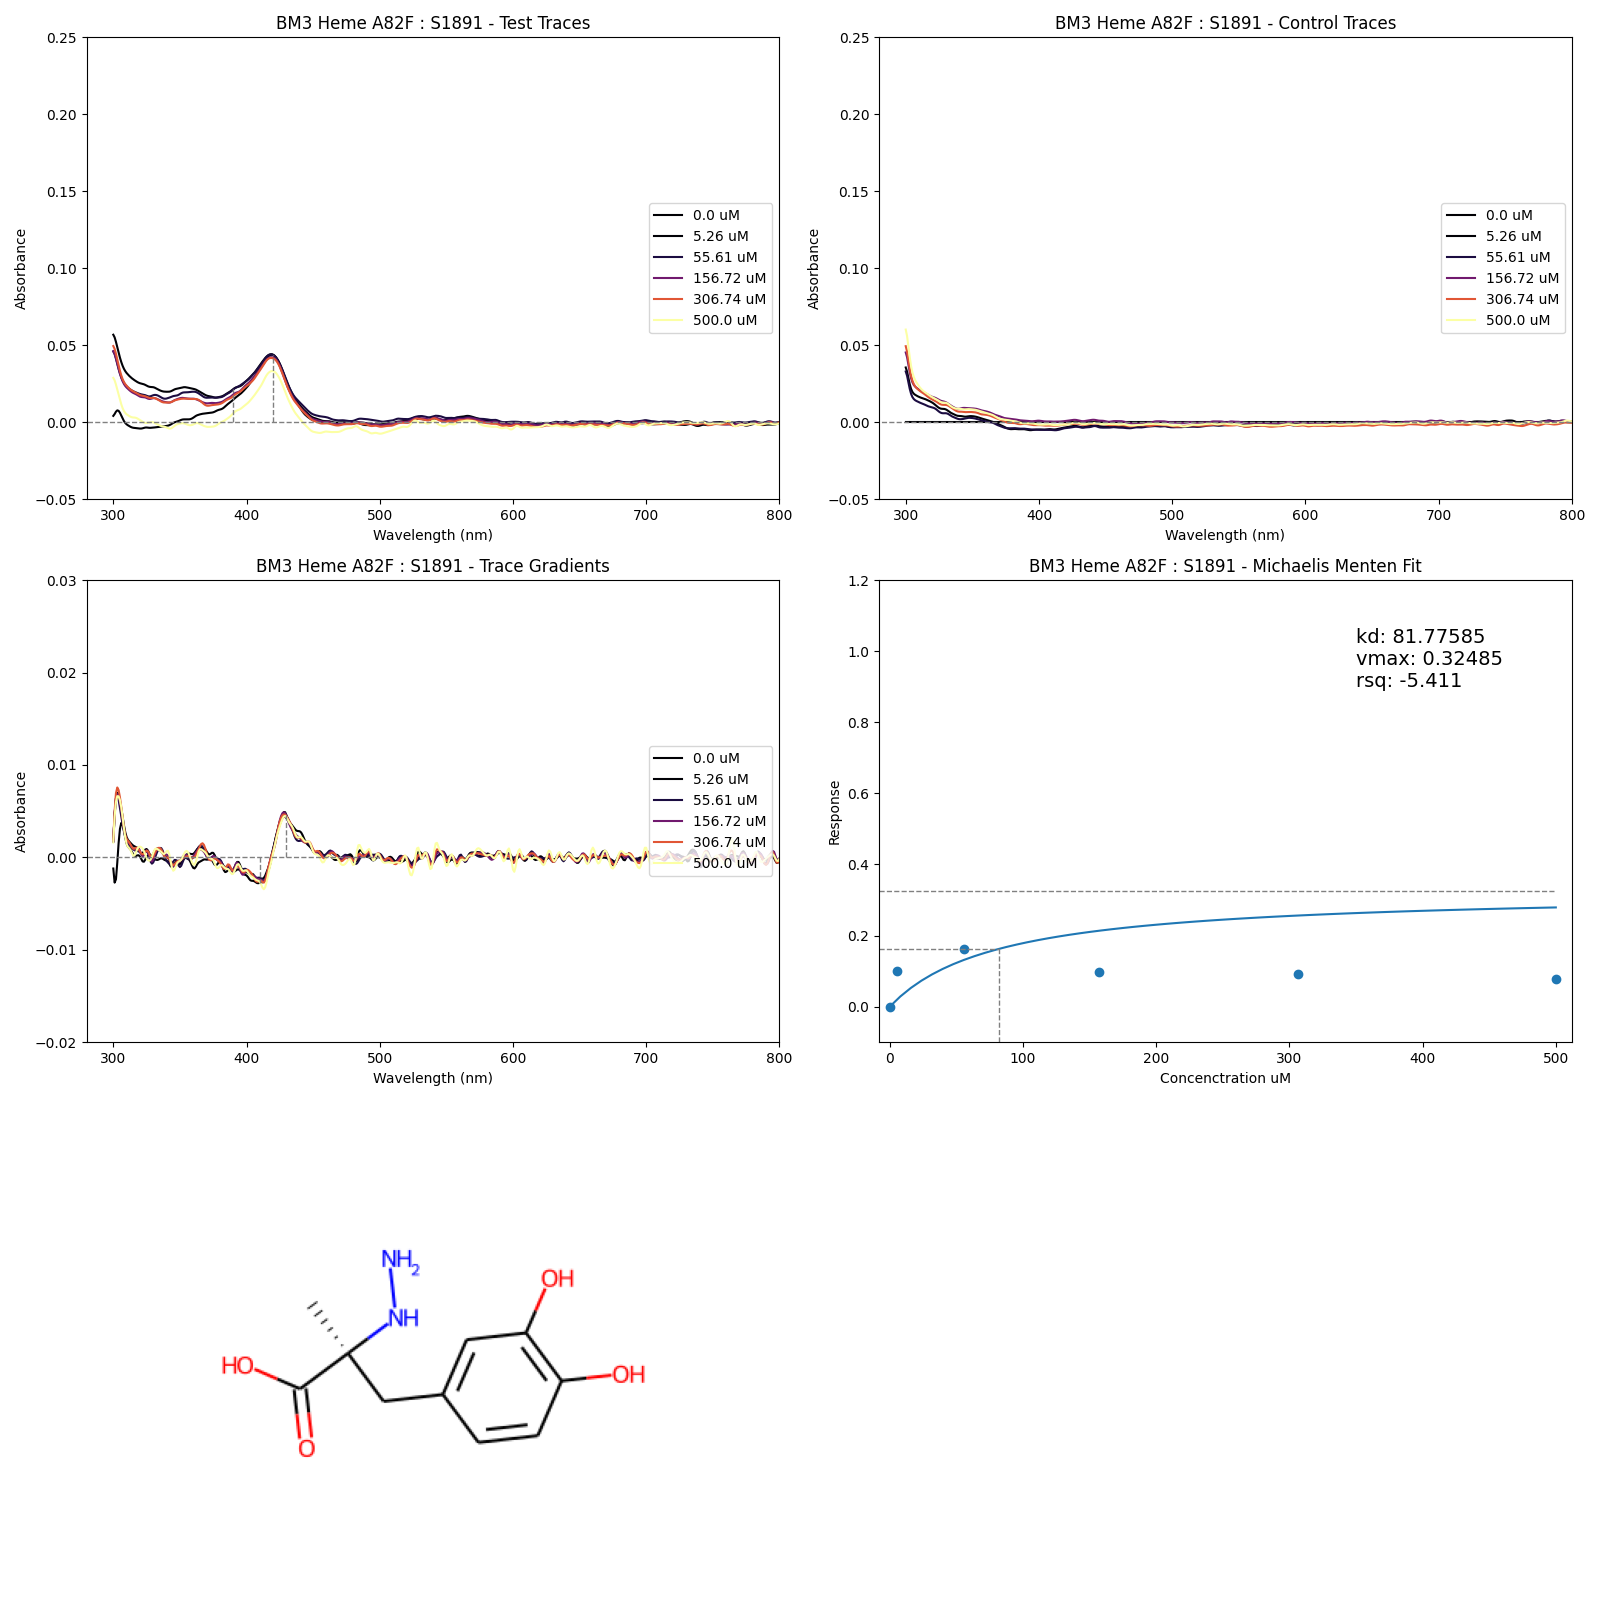 BM3 Heme A82F : S1891 - Test Traces
0.25
0.20
0.15
0.10
0.05
0.00
−0.05
Absorbance
0.0 uM
5.26 uM
55.61 uM
156.72 uM
306.74 uM
500.0 uM
300 400 500 600 700 800
Wavelength (nm)
BM3 Heme A82F : S1891 - Control Traces
0.25
0.20
0.15
0.10
0.05
0.00
−0.05
Absorbance
0.0 uM
5.26 uM
55.61 uM
156.72 uM
306.74 uM
500.0 uM
300 400 500 600 700 800
Wavelength (nm)
BM3 Heme A82F : S1891 - Trace Gradients
0.03
0.02
0.01
0.00
−0.01
−0.02
Absorbance
0.0 uM
5.26 uM
55.61 uM
156.72 uM
306.74 uM
500.0 uM
300 400 500 600 700 800
Wavelength (nm)
BM3 Heme A82F : S1891 - Michaelis Menten Fit
1.2
1.0
0.8
0.6
0.4
0.2
0.0
Response
kd: 81.77585
vmax: 0.32485
rsq: -5.411
0 100 200 300 400 500
Concenctration uM
NH2
NH
OH
HO
OH
O